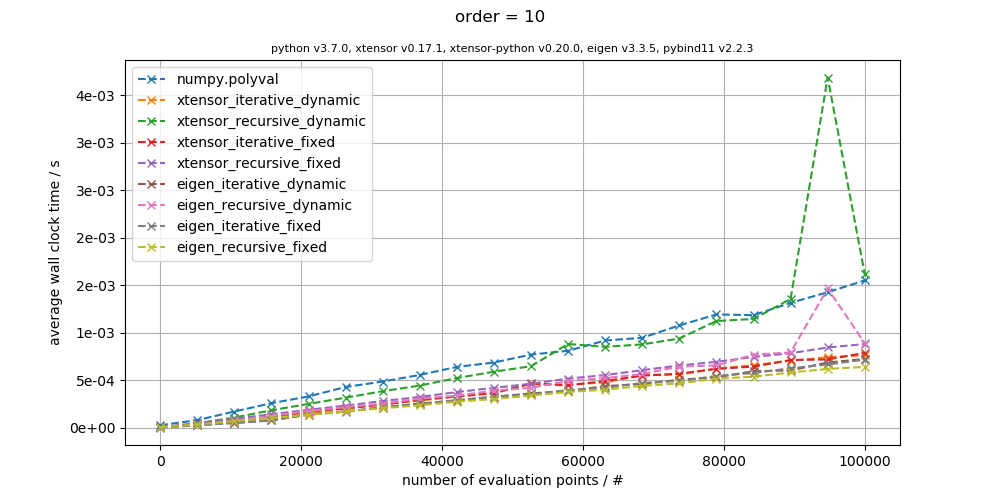 order = 10
python v3.7.0, xtensor v0.17.1, xtensor-python v0.20.0, eigen v3.3.5, pybind11 v2.2.3
numpy.polyval
xtensor_iterative_dynamic
xtensor_recursive_dynamic
xtensor_iterative_fixed
xtensor_recursive_fixed
eigen_iterative_dynamic
eigen_recursive_dynamic
eigen_iterative_fixed
eigen_recursive_fixed
average wall clock time / s
4e-03
3e-03
3e-03
2e-03
2e-03
1e-03
5e-04
0e+00
0 20000 40000 60000 80000 100000
number of evaluation points / #